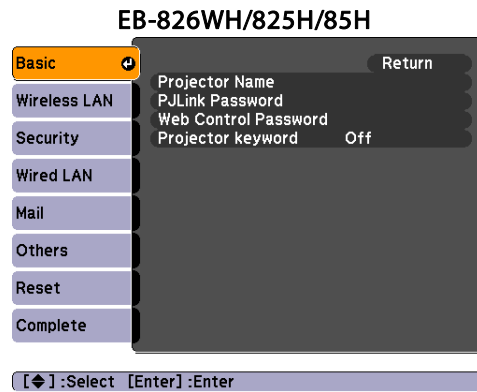 EB-826WH/825H/85H
Basic
Return
Projector Name
Wireless LAN
PJLink Password
Web Control Password
Security
Projector keyword Off
Wired LAN
Mail
Others
Reset
Complete
[◆] :Select [Enter] :Enter